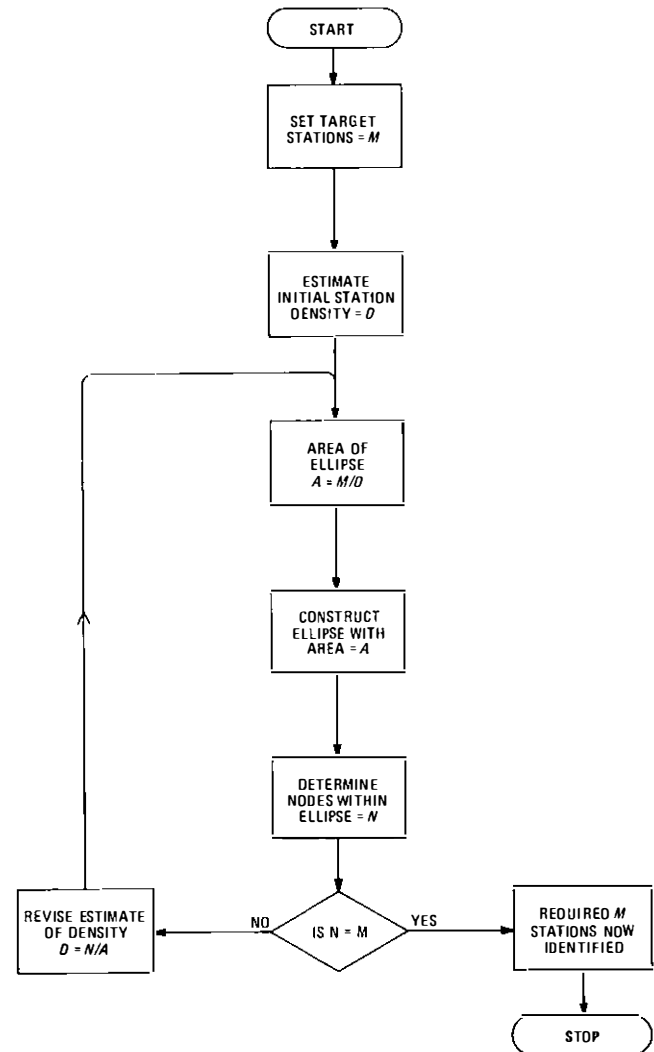 START
SET TARGET
STATIONS = M
ESTIMATE
INITIAL STATION
DENSITY = D
AREA OF
ELLIPSE
A = M/D
CONSTRUCT
ELLIPSE WITH
AREA = A
DETERMINE
NODES WITHIN
ELLIPSE = N
IS N = M
NO
YES
REVISE ESTIMATE
OF DENSITY
D = N/A
REQUIRED M
STATIONS NOW
IDENTIFIED
STOP